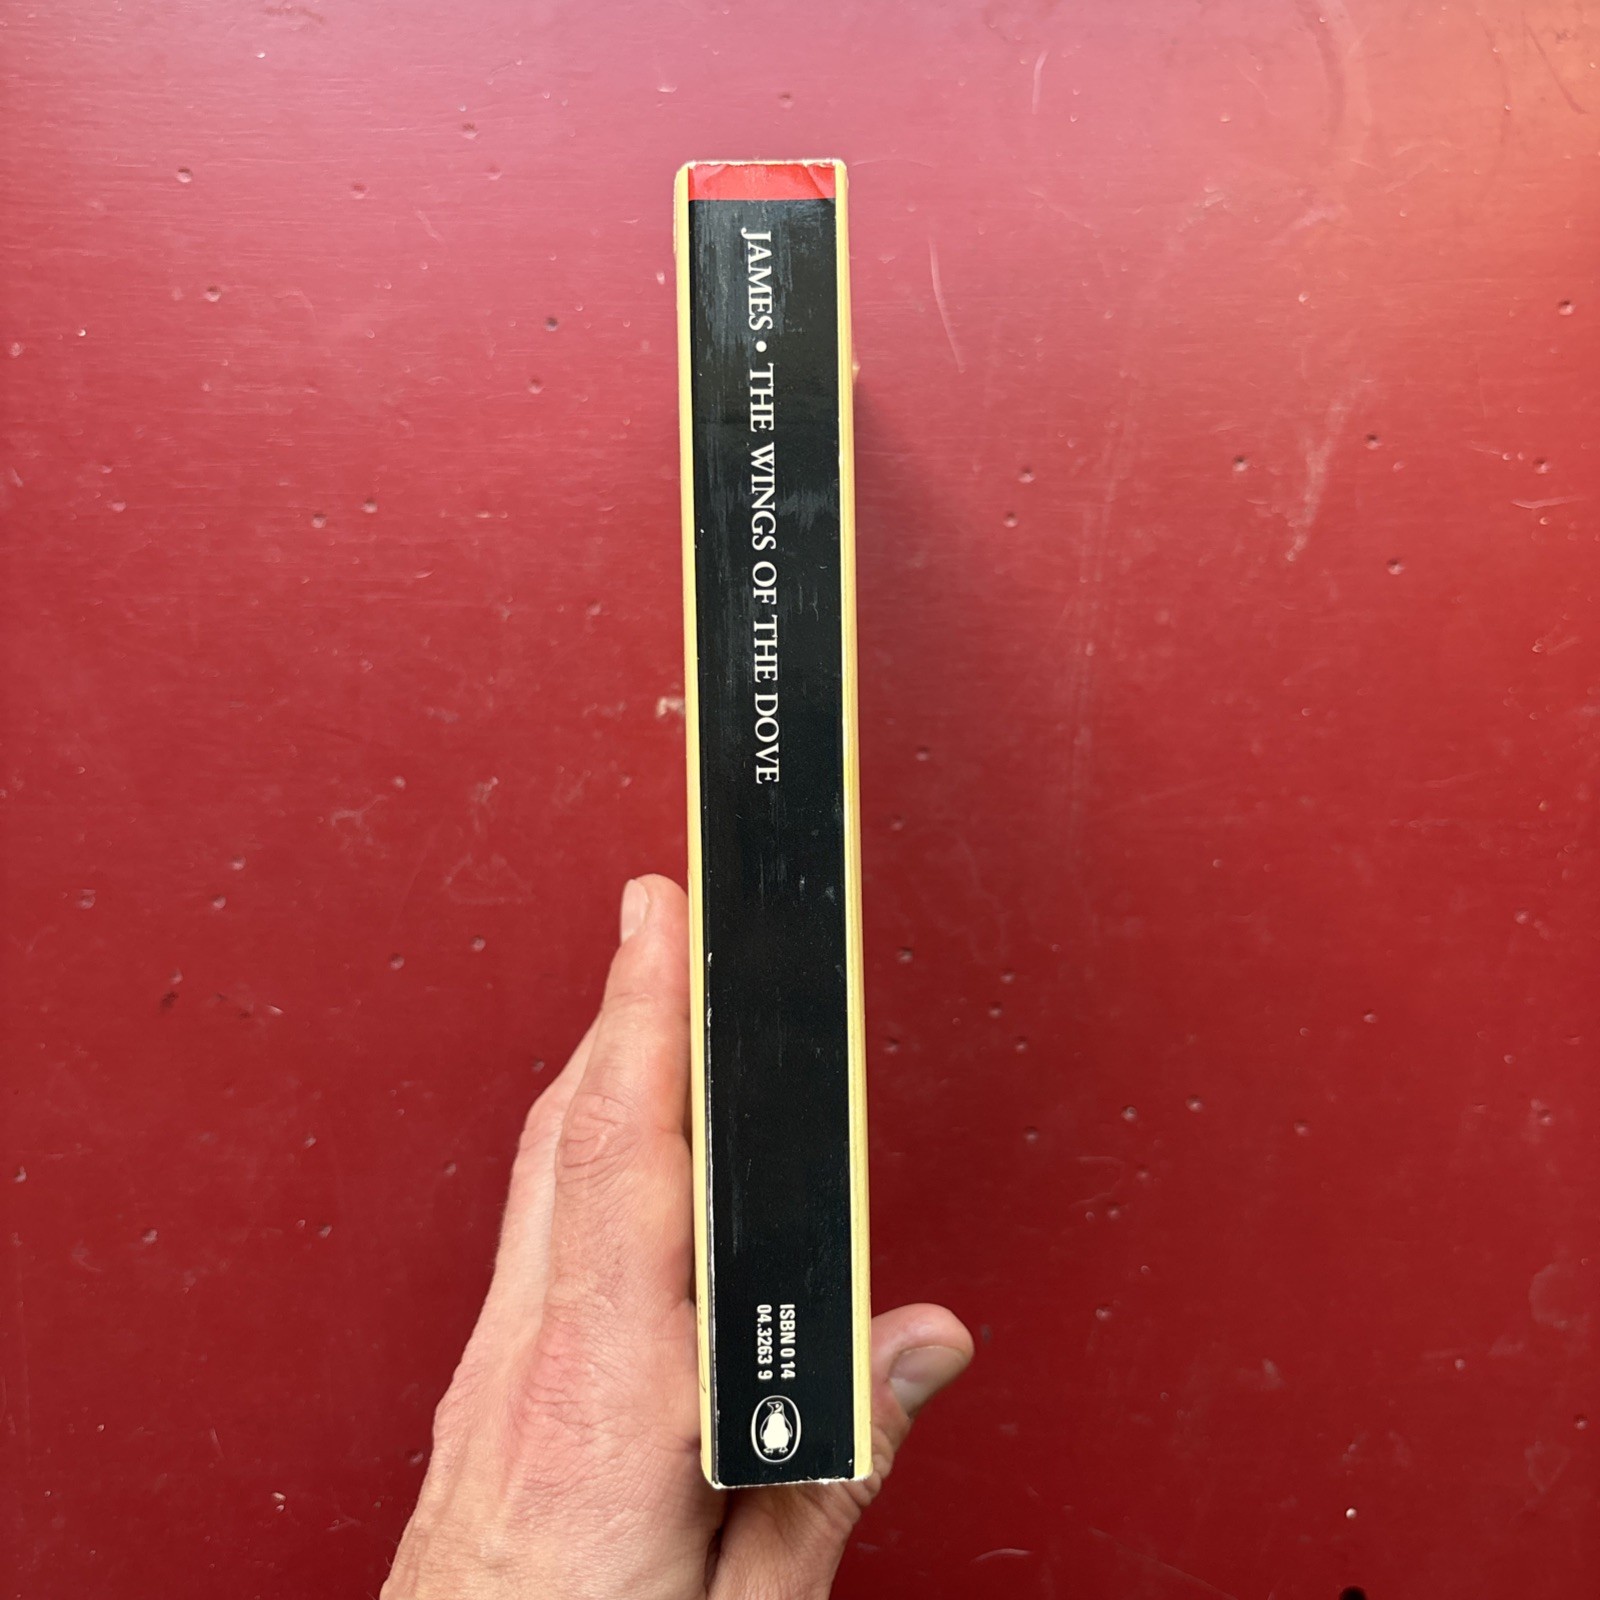 JAMES • THE WINGS OF THE DOVE
ISBN 0 14
04.3263 9